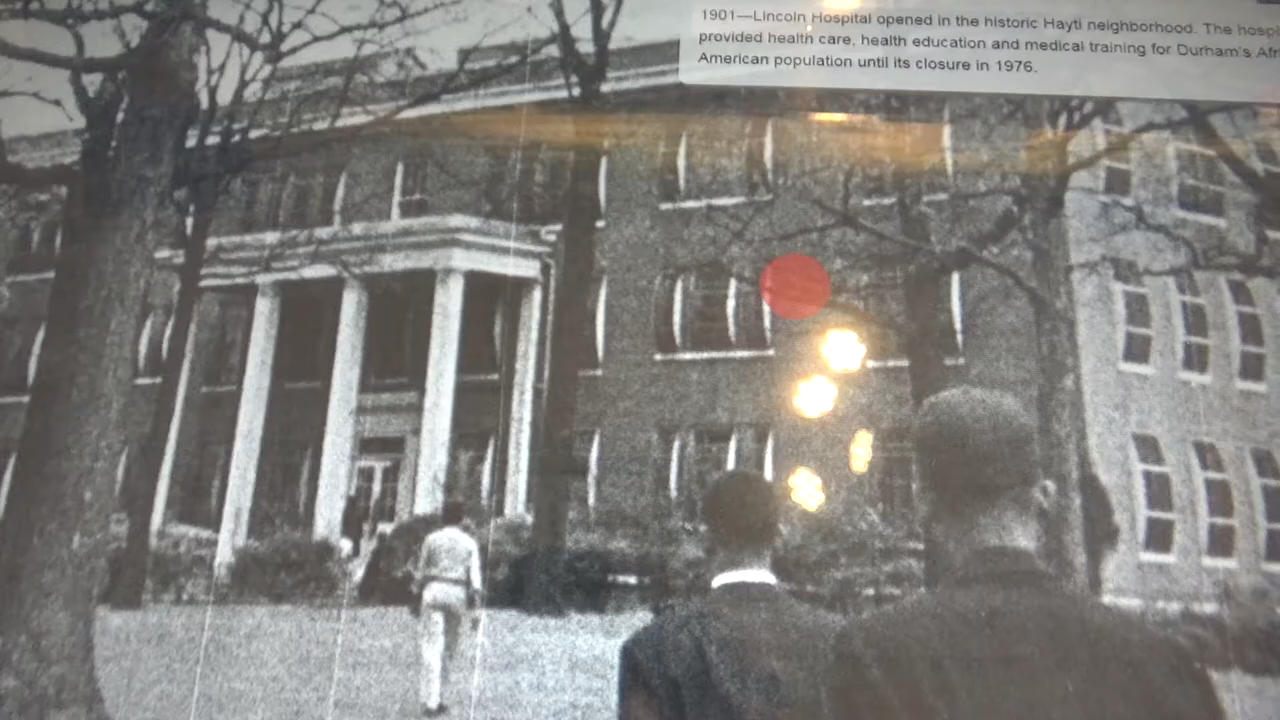 1901—Lincoln Hospital opened in the historic Hayti neighborhood. The
provided health care, health education and medical training for Durham's
American population until its closure in 1976.